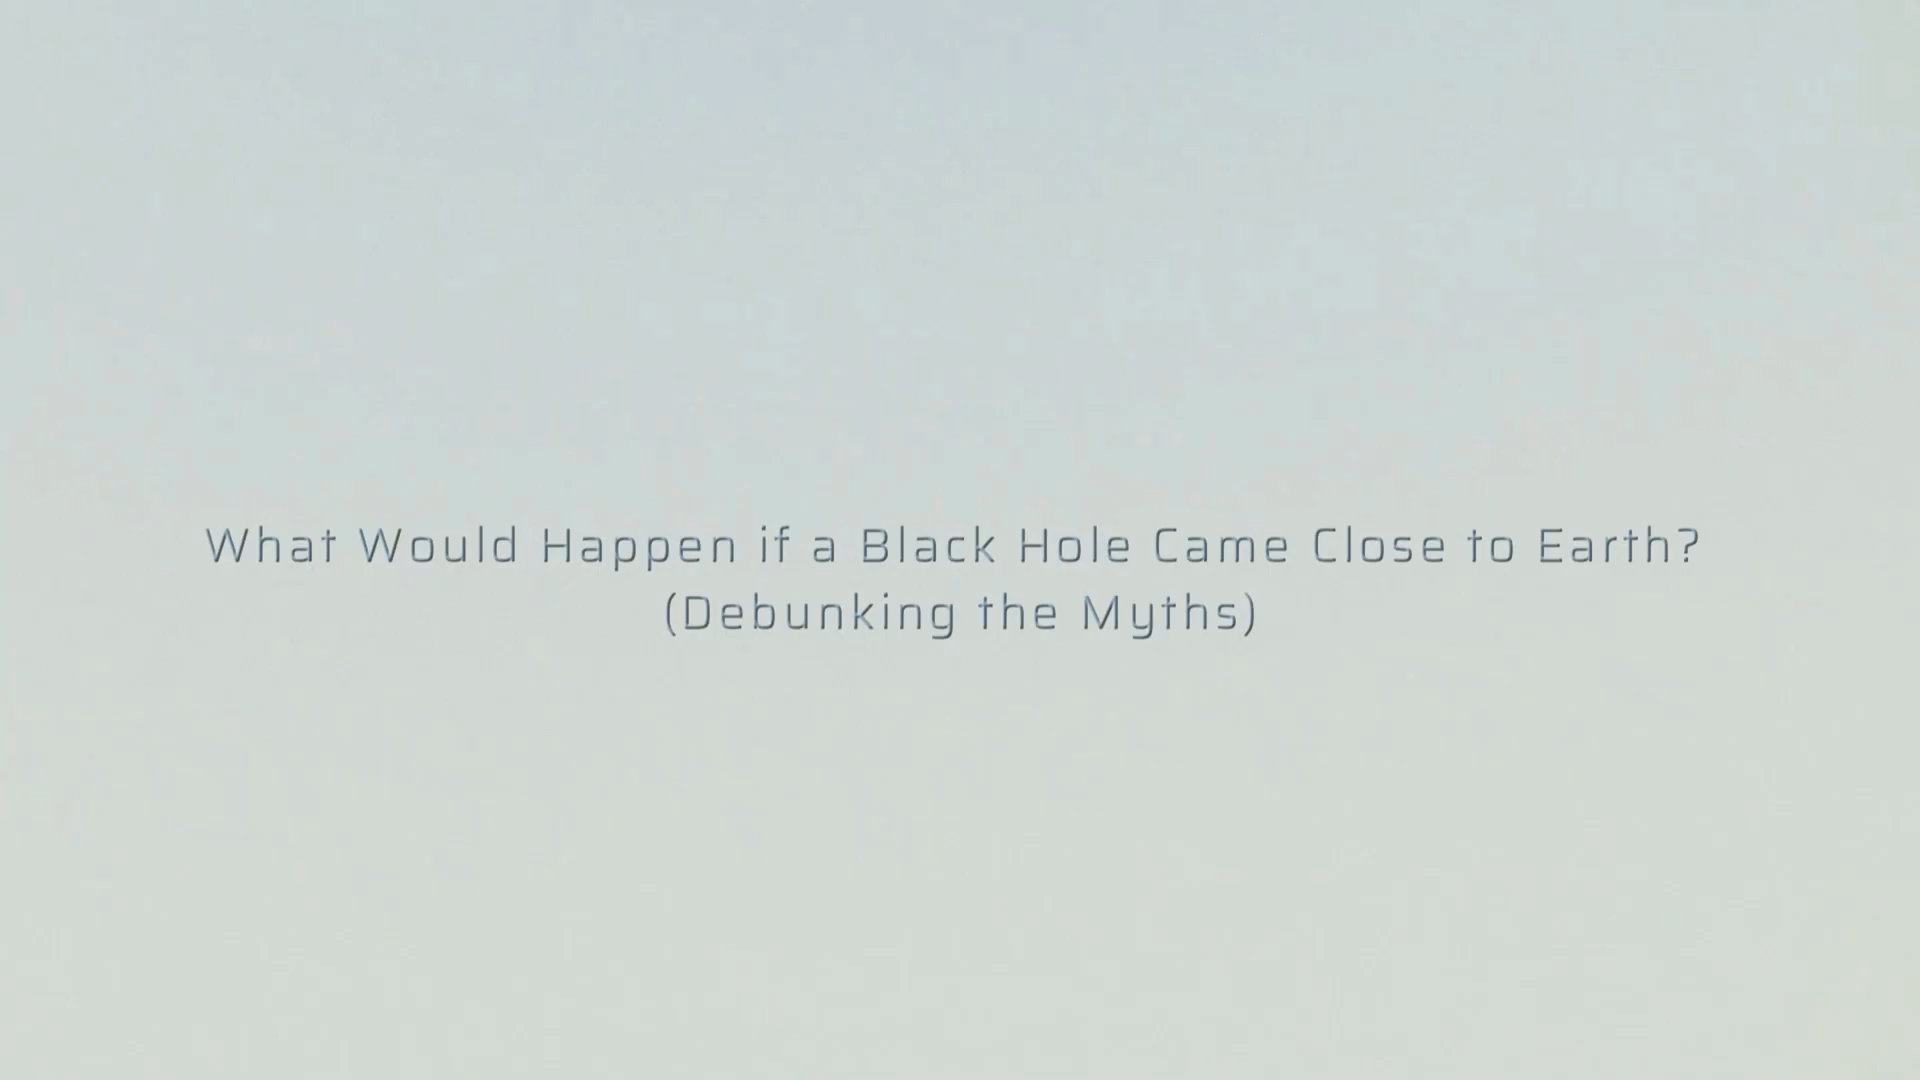 What Would Happen if a Black Hole Came Close to Earth?
(Debunking the Myths)